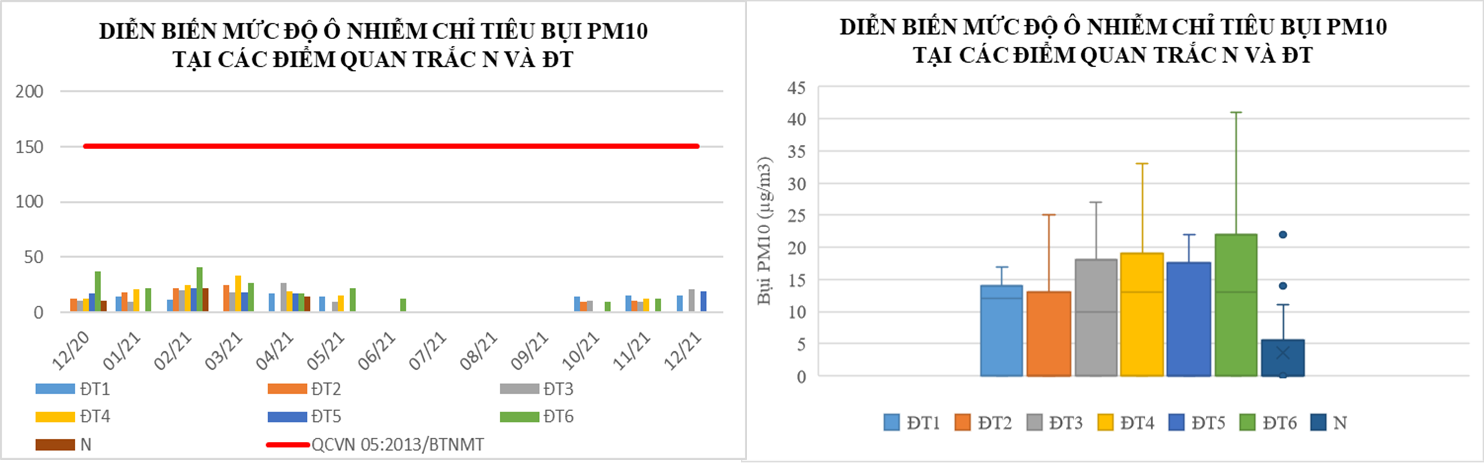 DIỄN BIẾN MỨC ĐỘ Ô NHIỄM CHỈ TIÊU BỤI PM10
TẠI CÁC ĐIỂM QUAN TRẮC N VÀ ĐT
200
150
100
50
0
12/20 01/21 02/21 03/21 04/21 05/21 06/21 07/21 08/21 09/21 10/21 11/21 12/21
ĐT1 ĐT2 ĐT3
ĐT4 ĐT5 ĐT6
N QCVN 05:2013/BTNMT
DIỄN BIẾN MỨC ĐỘ Ô NHIỄM CHỈ TIÊU BỤI PM10
TẠI CÁC ĐIỂM QUAN TRẮC N VÀ ĐT
Bụi PM10 (µg/m3)
45
40
35
30
25
20
15
10
5
0
ĐT1 ĐT2 ĐT3 ĐT4 ĐT5 ĐT6 N